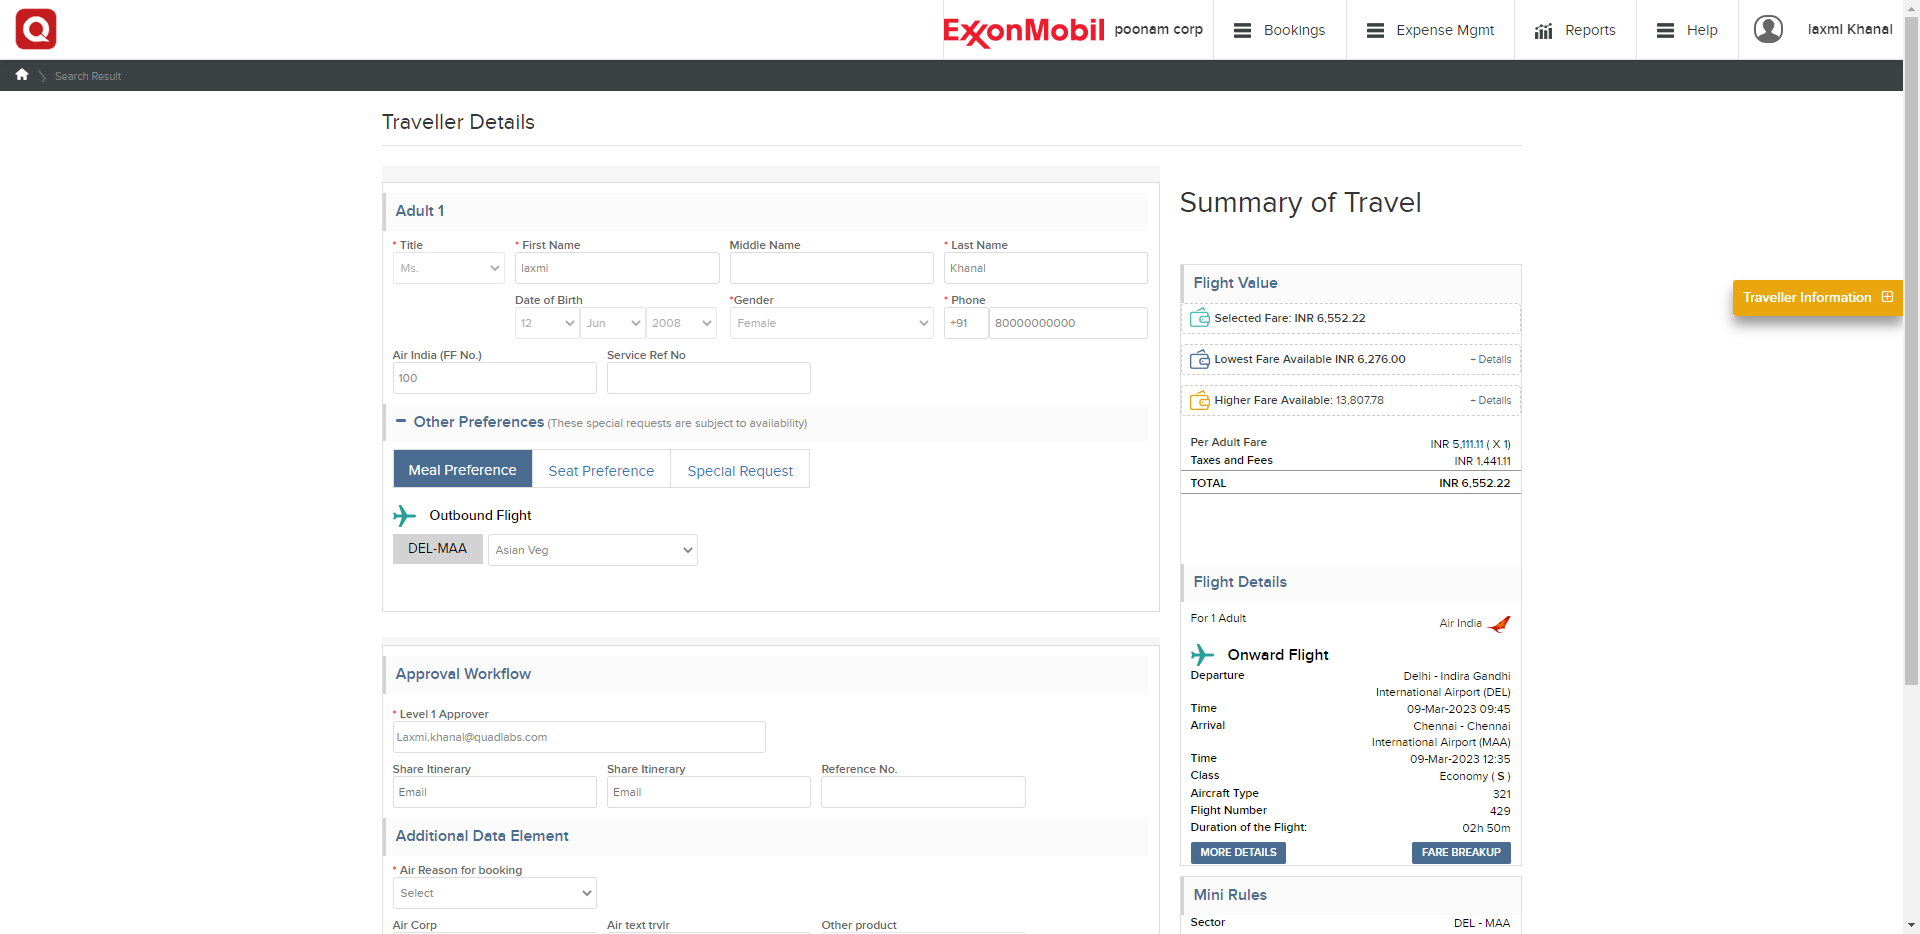 Q
ExxonMobil
poonam corp
Bookings
Expense Mgmt
Reports
Help
laxmi Khanal
Search Result
Traveller Details
Adult 1
* Title
* First Name
Middle Name
* Last Name
Ms.
laxmi
Khanal
Date of Birth
*Gender
* Phone
12
Jun
2008
Female
+91
80000000000
Air India (FF No.)
Service Ref No
100
Other Preferences (These special requests are subject to availability)
Meal Preference
Seat Preference
Special Request
Outbound Flight
DEL-MAA
Asian Veg
Approval Workflow
* Level 1 Approver
Laxmi.khanal@quadlabs.com
Share Itinerary
Share Itinerary
Reference No.
Email
Email
Additional Data Element
* Air Reason for booking
Select
Air Corp
Air text trvlr
Other product
Summary of Travel
Flight Value
Selected Fare: INR 6,552.22
Lowest Fare Available INR 6,276.00
+ Details
Higher Fare Available: 13,807.78
+ Details
Per Adult Fare
INR 5,111.11 ( X 1)
Taxes and Fees
INR 1,441.11
TOTAL
INR 6,552.22
Flight Details
For 1 Adult
Air India
Onward Flight
Departure
Delhi - Indira Gandhi
International Airport (DEL)
Time
09-Mar-2023 09:45
Arrival
Chennai - Chennai
International Airport (MAA)
Time
09-Mar-2023 12:35
Class
Economy ( S )
Aircraft Type
321
Flight Number
429
Duration of the Flight:
02h 50m
MORE DETAILS
FARE BREAKUP
Mini Rules
Sector
DEL - MAA
Traveller Information